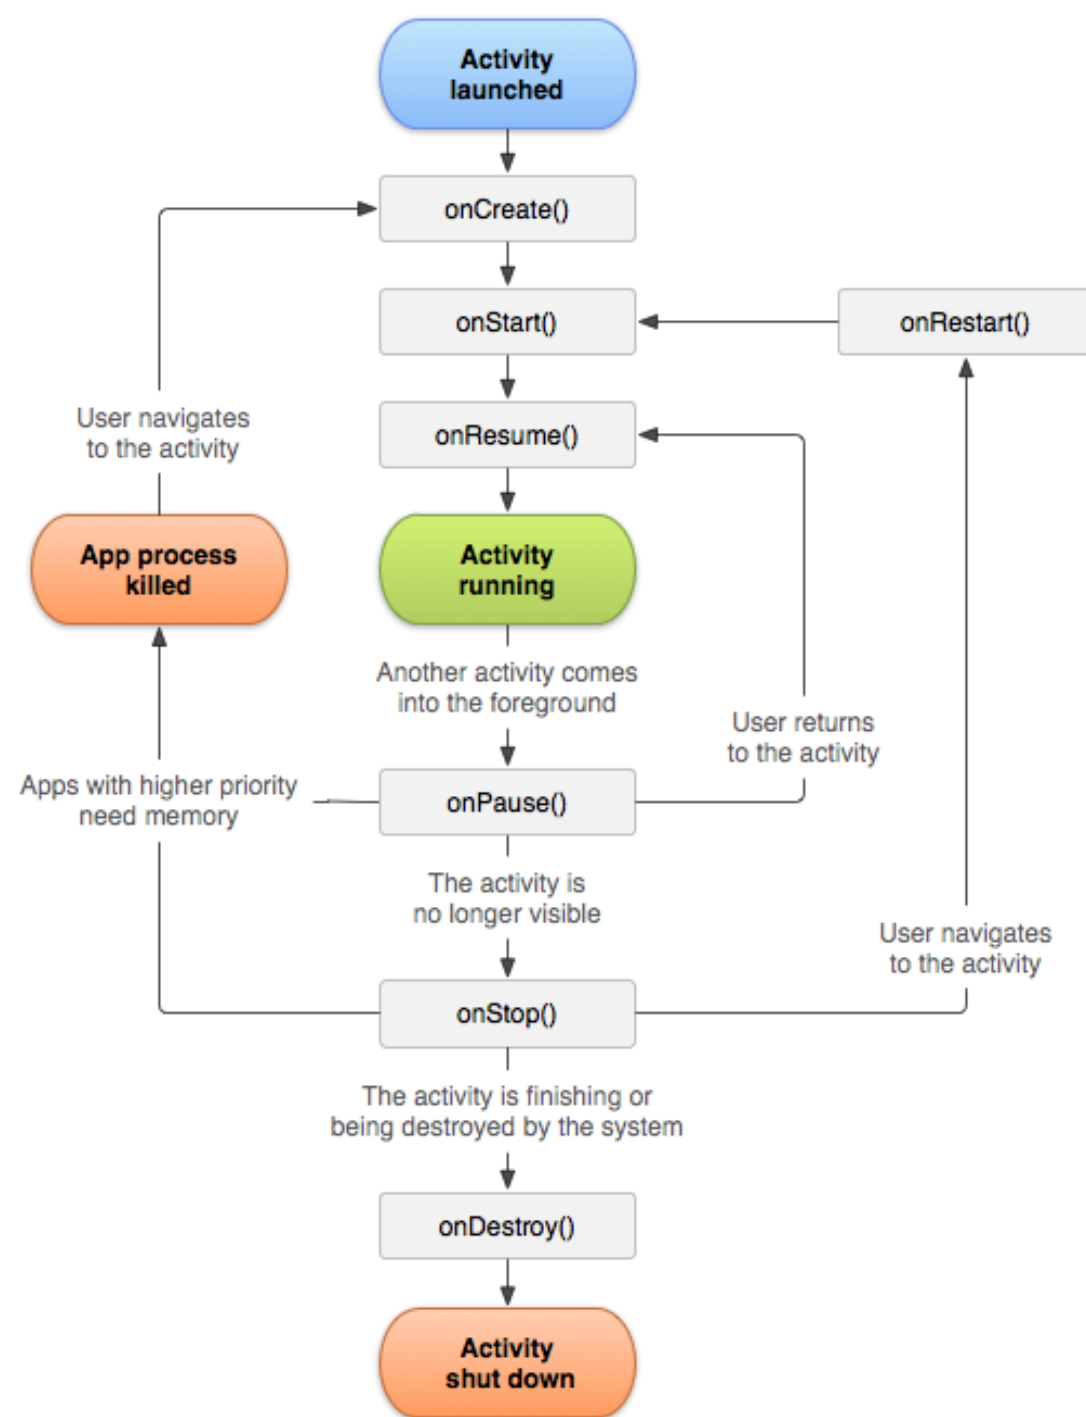 Activity
launched
onCreate()
onStart()
onRestart()
User navigates
to the activity
onResume()
App process
killed
Activity
running
Another activity comes
into the foreground
User returns
to the activity
Apps with higher priority
need memory
onPause()
The activity is
no longer visible
User navigates
to the activity
onStop()
The activity is finishing or
being destroyed by the system
onDestroy()
Activity
shut down